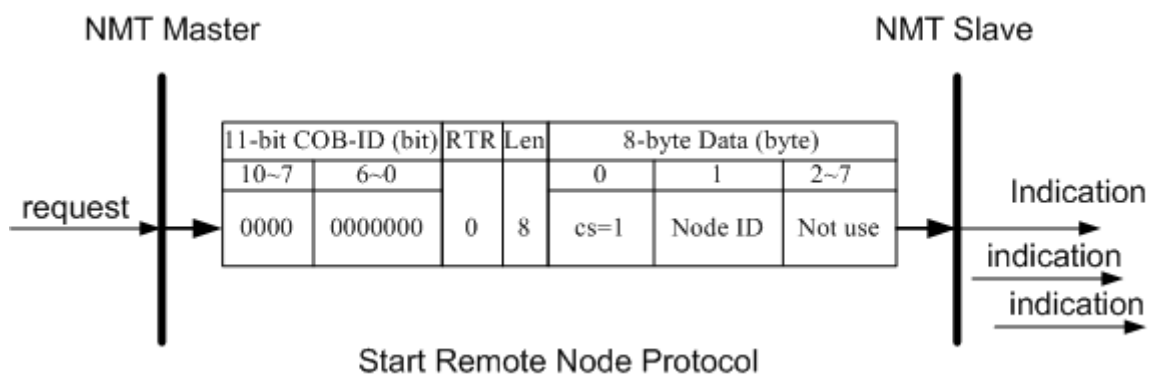 NMT Master NMT Slave
11-bit COB-ID (bit) RTR Len 8-byte Data (byte)
10~7 6~0 0 1 2~7
request 0000 0000000 0 8 cs=1 Node ID Not use Indication
indication
indication
Start Remote Node Protocol